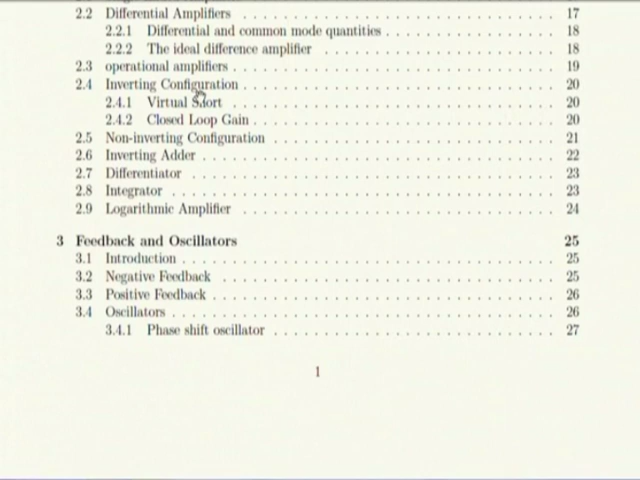 2.2 Differential Amplifiers . . . . . . . . . . . . . . . . . . . . . . . . . . . . . 17
2.2.1 Differential and common mode quantities . . . . . . . . . . . . . . . . 18
2.2.2 The ideal difference amplifier . . . . . . . . . . . . . . . . . . . . . . 18
2.3 operational amplifiers . . . . . . . . . . . . . . . . . . . . . . . . . . . . . 19
2.4 Inverting Configuration . . . . . . . . . . . . . . . . . . . . . . . . . . . . 20
2.4.1 Virtual Short . . . . . . . . . . . . . . . . . . . . . . . . . . . . . . 20
2.4.2 Closed Loop Gain . . . . . . . . . . . . . . . . . . . . . . . . . . . . 20
2.5 Non-inverting Configuration . . . . . . . . . . . . . . . . . . . . . . . . . . 21
2.6 Inverting Adder . . . . . . . . . . . . . . . . . . . . . . . . . . . . . . . . 22
2.7 Differentiator . . . . . . . . . . . . . . . . . . . . . . . . . . . . . . . . . 23
2.8 Integrator . . . . . . . . . . . . . . . . . . . . . . . . . . . . . . . . . . 23
2.9 Logarithmic Amplifier . . . . . . . . . . . . . . . . . . . . . . . . . . . . . 24
3 Feedback and Oscillators 25
3.1 Introduction . . . . . . . . . . . . . . . . . . . . . . . . . . . . . . . . . . 25
3.2 Negative Feedback . . . . . . . . . . . . . . . . . . . . . . . . . . . . . . . 25
3.3 Positive Feedback . . . . . . . . . . . . . . . . . . . . . . . . . . . . . . . 26
3.4 Oscillators . . . . . . . . . . . . . . . . . . . . . . . . . . . . . . . . . . 26
3.4.1 Phase shift oscillator . . . . . . . . . . . . . . . . . . . . . . . . . . 27
1